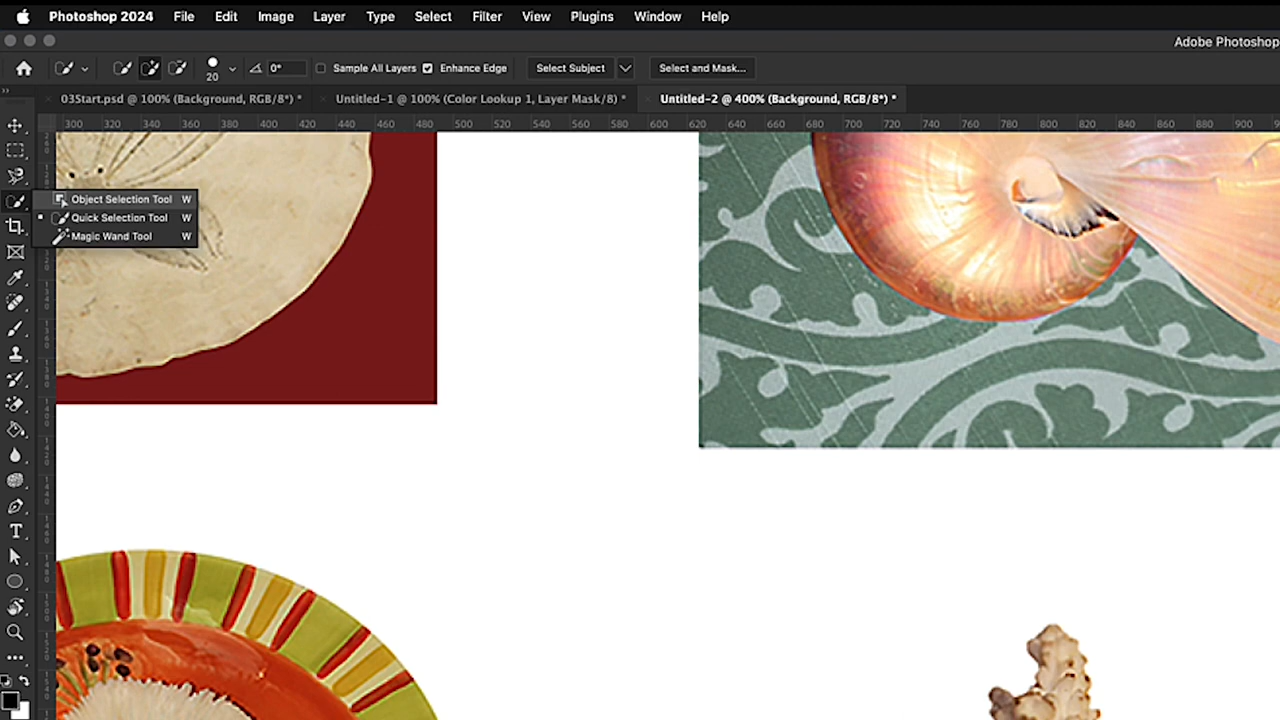 Photoshop 2024 File Edit Image Layer Type Select Filter View Plugins Window Help
Adobe Photoshop
20 0° Sample All Layers Enhance Edge Select Subject Select and Mask...
03Start.psd @ 100% (Background, RGB/8*) * Untitled-1 @ 100% (Color Lookup 1, Layer Mask/8) * Untitled-2 @ 400% (Background, RGB/8*) *
300 320 340 360 380 400 420 440 460 480 500 520 540 560 580 600 620 640 660 680 700 720 740 760 780 800 820 840 860 880 900
Object Selection Tool W
Quick Selection Tool W
Magic Wand Tool W